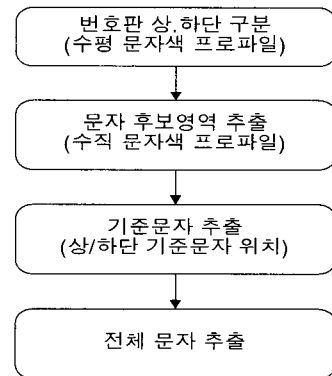 번호판 상.하단 구분
(수평 문자색 프로파일)
문자 후보영역 추출
(수직 문자색 프로파일)
기준문자 추출
(상/하단 기준문자 위치)
전체 문자 추출